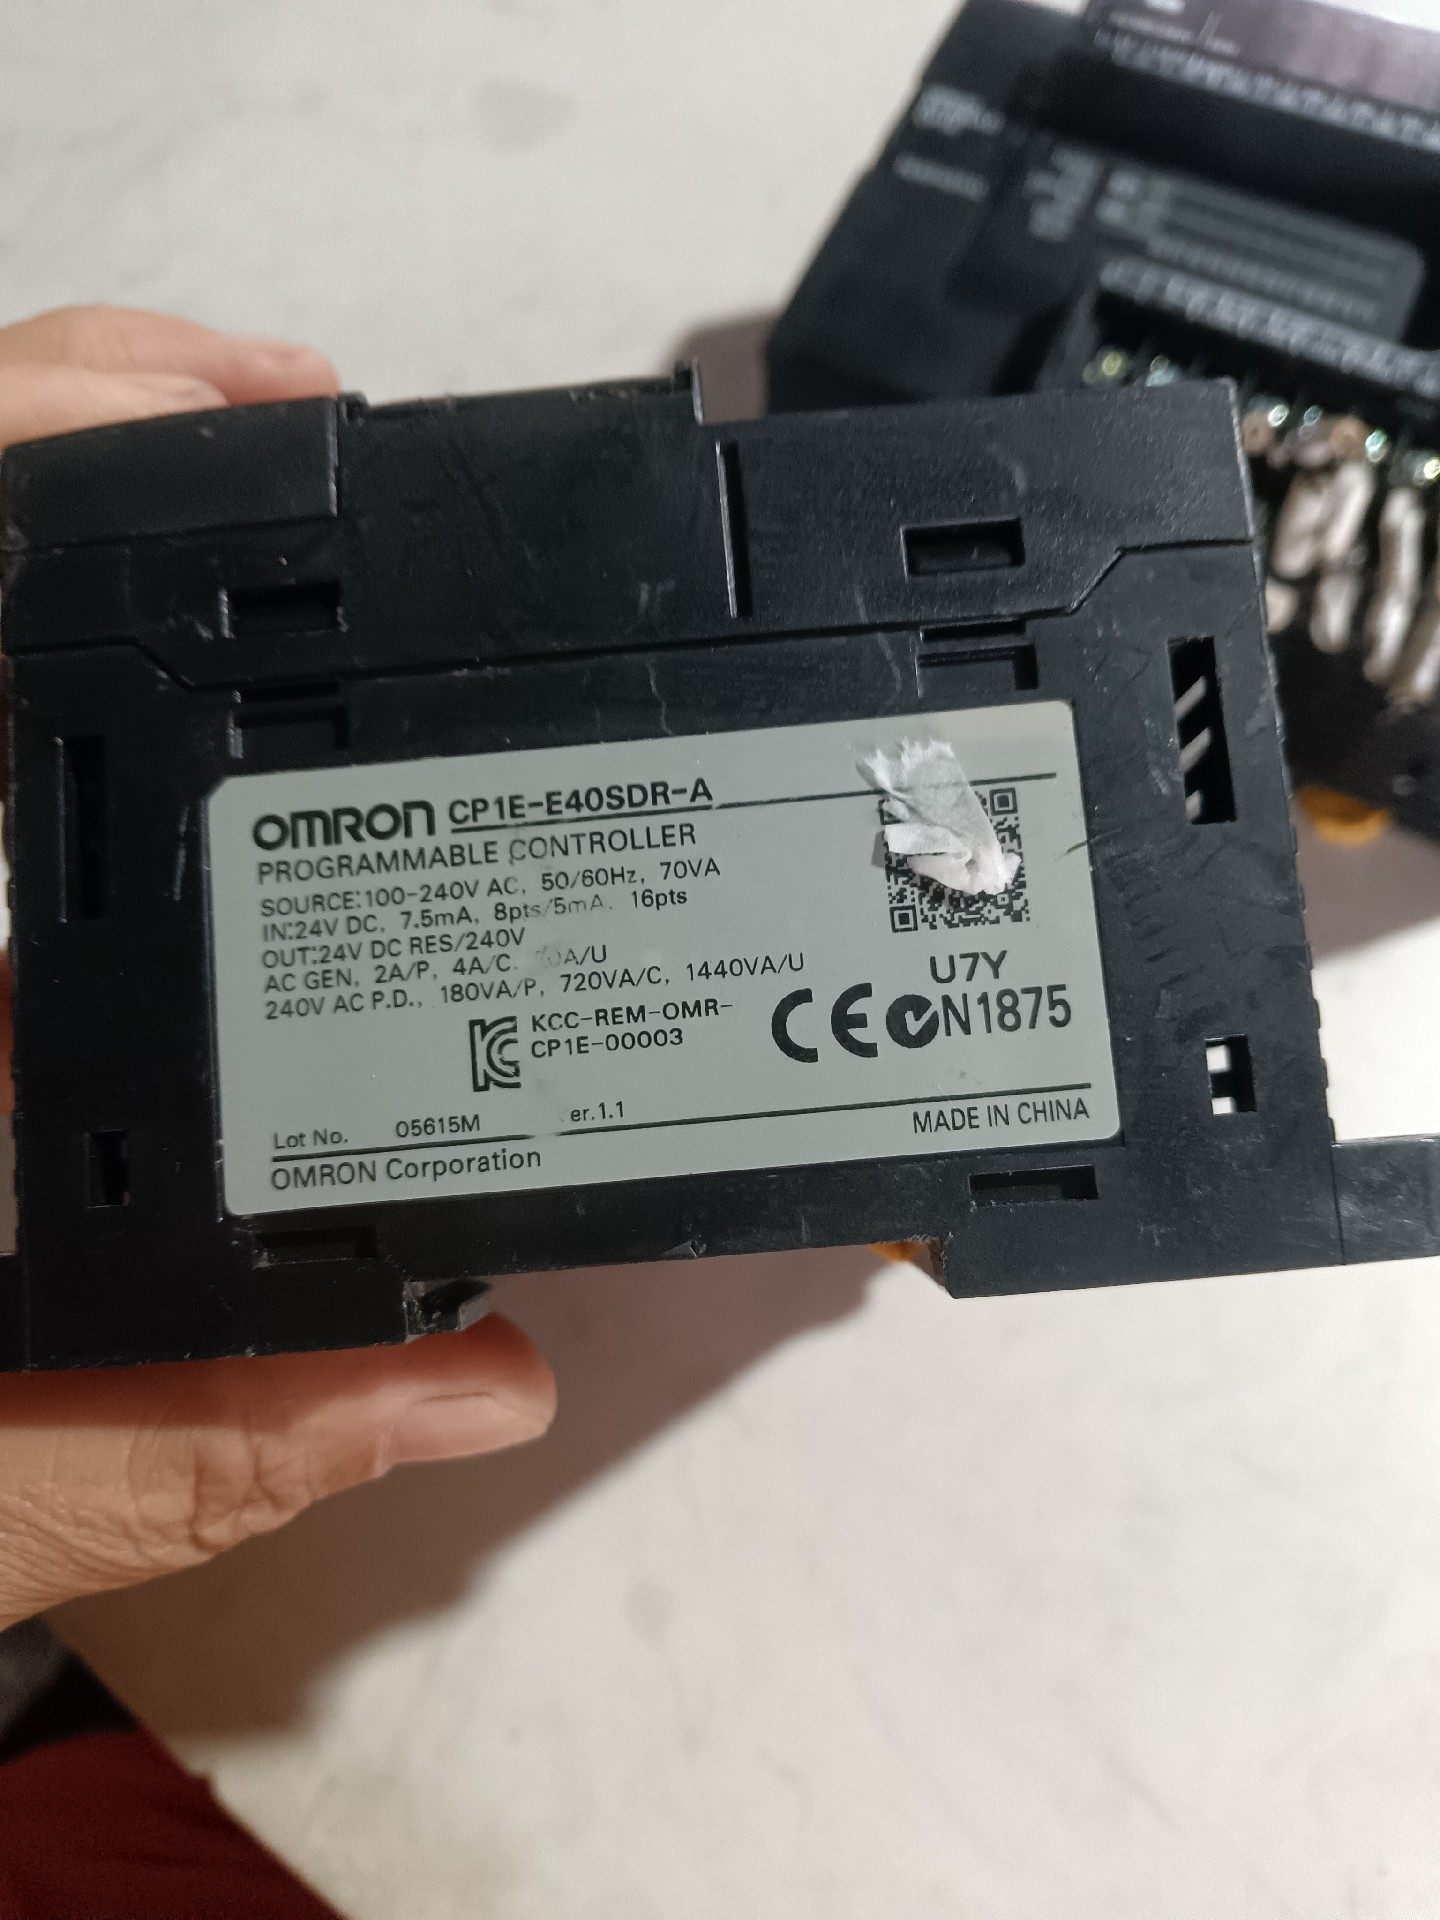 OMRON CP1E-E40SDR-A
PROGRAMMABLE CONTROLLER
SOURCE:100-240V AC, 50/60Hz, 70VA
IN:24V DC, 7.5mA, 8pts/5mA. 16pts
OUT:24V DC RES/240V
AC GEN, 2A/P, 4A/C.
240V AC P.D., 180VA/P, 720VA/C, 1440VA/U
KCC-REM-OMR-
CP1E-00003
U7Y
CE N1875
Lot No. 05615M er.1.1
MADE IN CHINA
OMRON Corporation